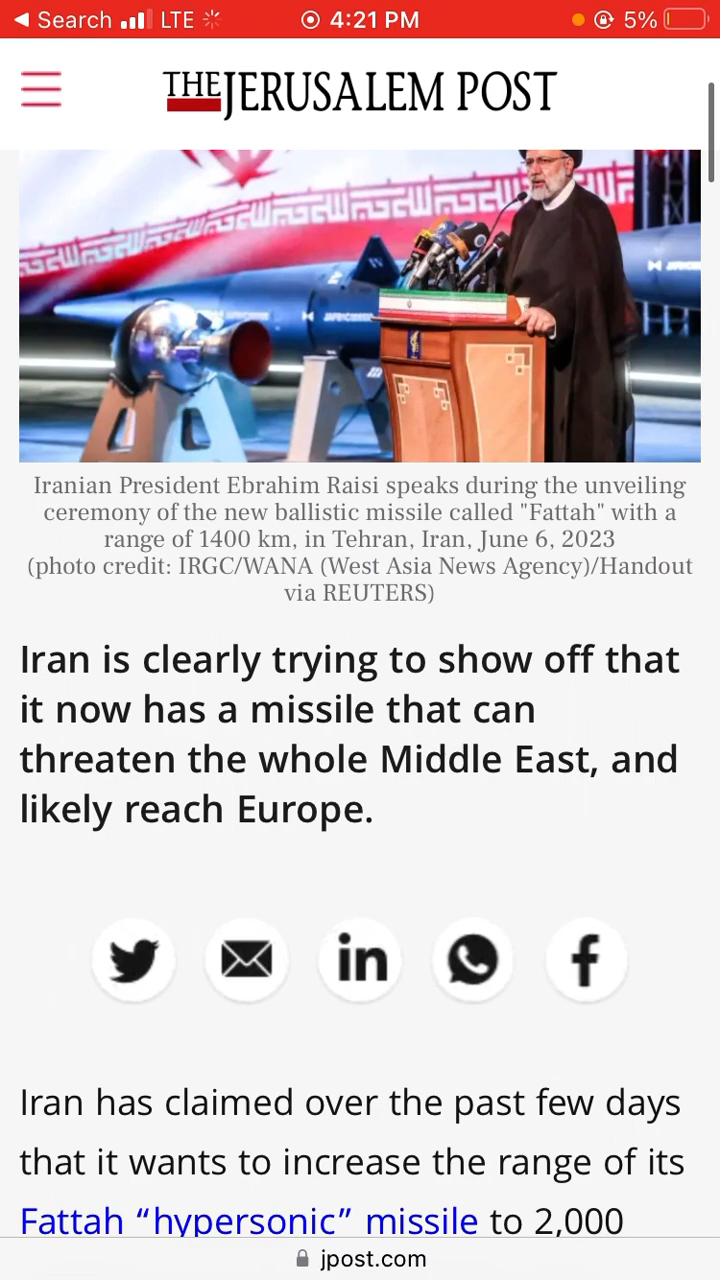 Search LTE 4:21 PM 5%
THE JERUSALEM POST
Iranian President Ebrahim Raisi speaks during the unveiling
ceremony of the new ballistic missile called "Fattah" with a
range of 1400 km, in Tehran, Iran, June 6, 2023
(photo credit: IRGC/WANA (West Asia News Agency)/Handout
via REUTERS)
Iran is clearly trying to show off that
it now has a missile that can
threaten the whole Middle East, and
likely reach Europe.
in
f
Iran has claimed over the past few days
that it wants to increase the range of its
Fattah “hypersonic” missile to 2,000
jpost.com